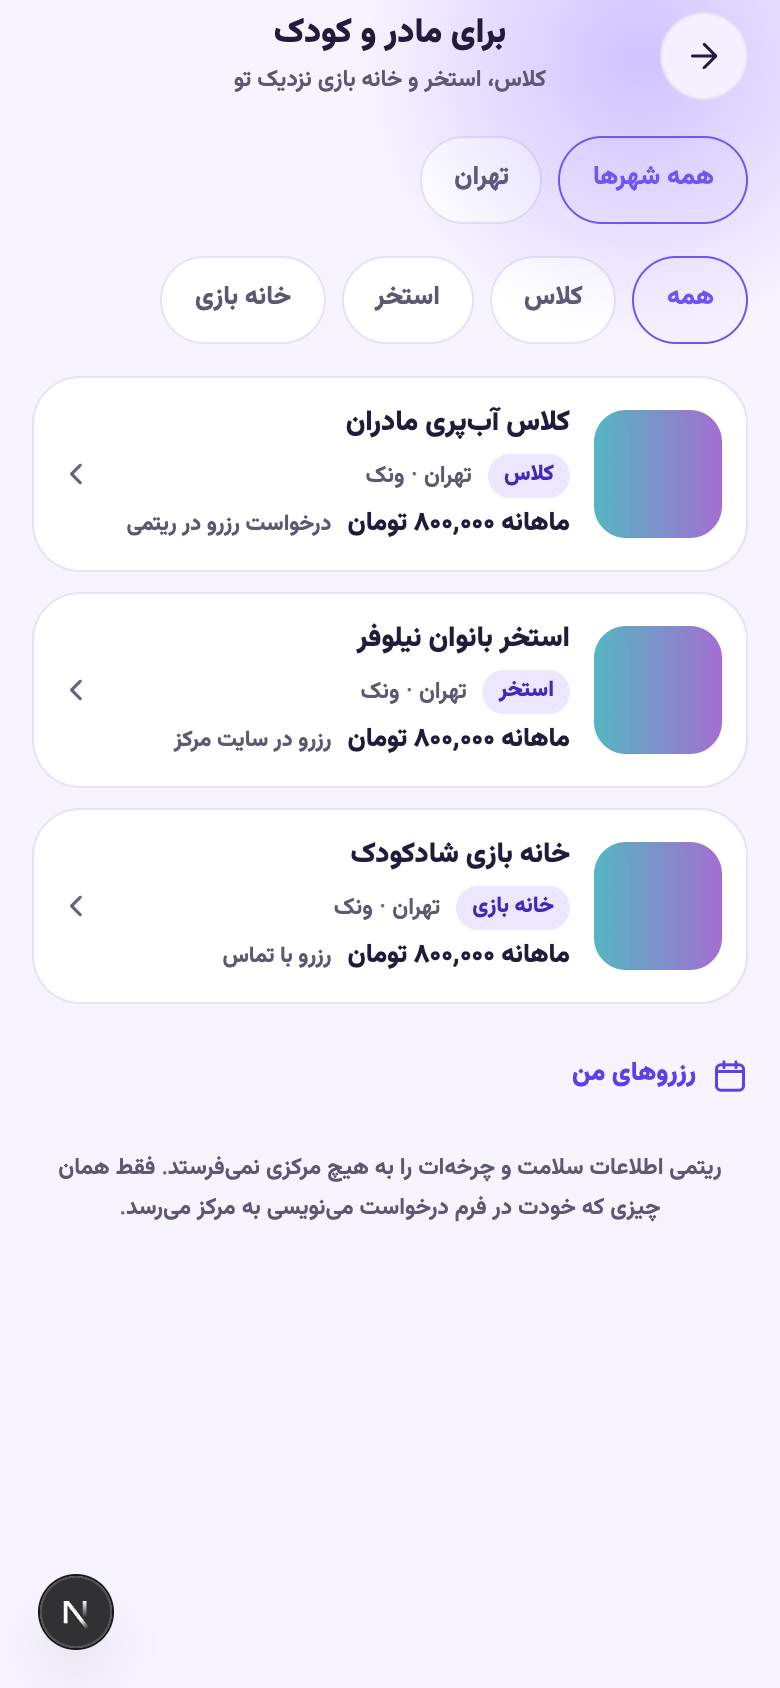 برای مادر و کودک
کلاس، استخر و خانه بازی نزدیک تو
همه شهرها
تهران
همه
کلاس
استخر
خانه بازی
کلاس آب‌پری مادران
کلاس
تهران · ونک
ماهانه ۸۰۰,۰۰۰ تومان
درخواست رزرو در ریتمی
استخر بانوان نیلوفر
استخر
تهران · ونک
ماهانه ۸۰۰,۰۰۰ تومان
رزرو در سایت مرکز
خانه بازی شادکودک
خانه بازی
تهران · ونک
ماهانه ۸۰۰,۰۰۰ تومان
رزرو با تماس
رزروهای من
ریتمی اطلاعات سلامت و چرخه‌ات را به هیچ مرکزی نمی‌فرستد. فقط همان
چیزی که خودت در فرم درخواست می‌نویسی به مرکز می‌رسد.
N